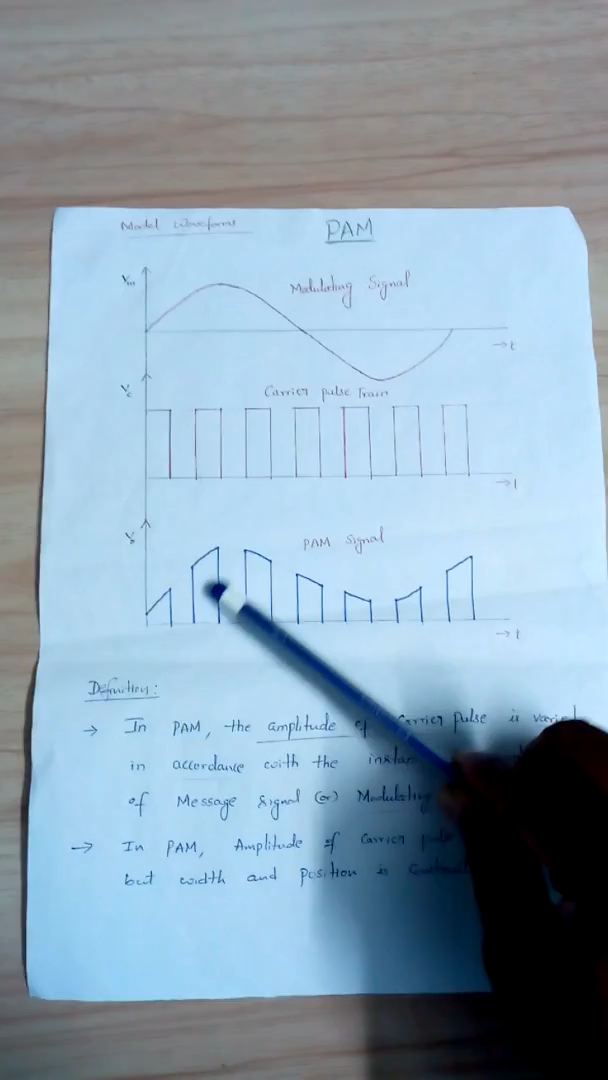 Model Waveforms
PAM
Vm
Modulating Signal
→ t
Vc
Carrier pulse Train
→ t
Vs
PAM Signal
→ t
Definition:
→ In PAM, the amplitude of Carrier pulse is
in accordance with the
of Message Signal (or) Modulating
→ In PAM, Amplitude of Carrier
but width and position is